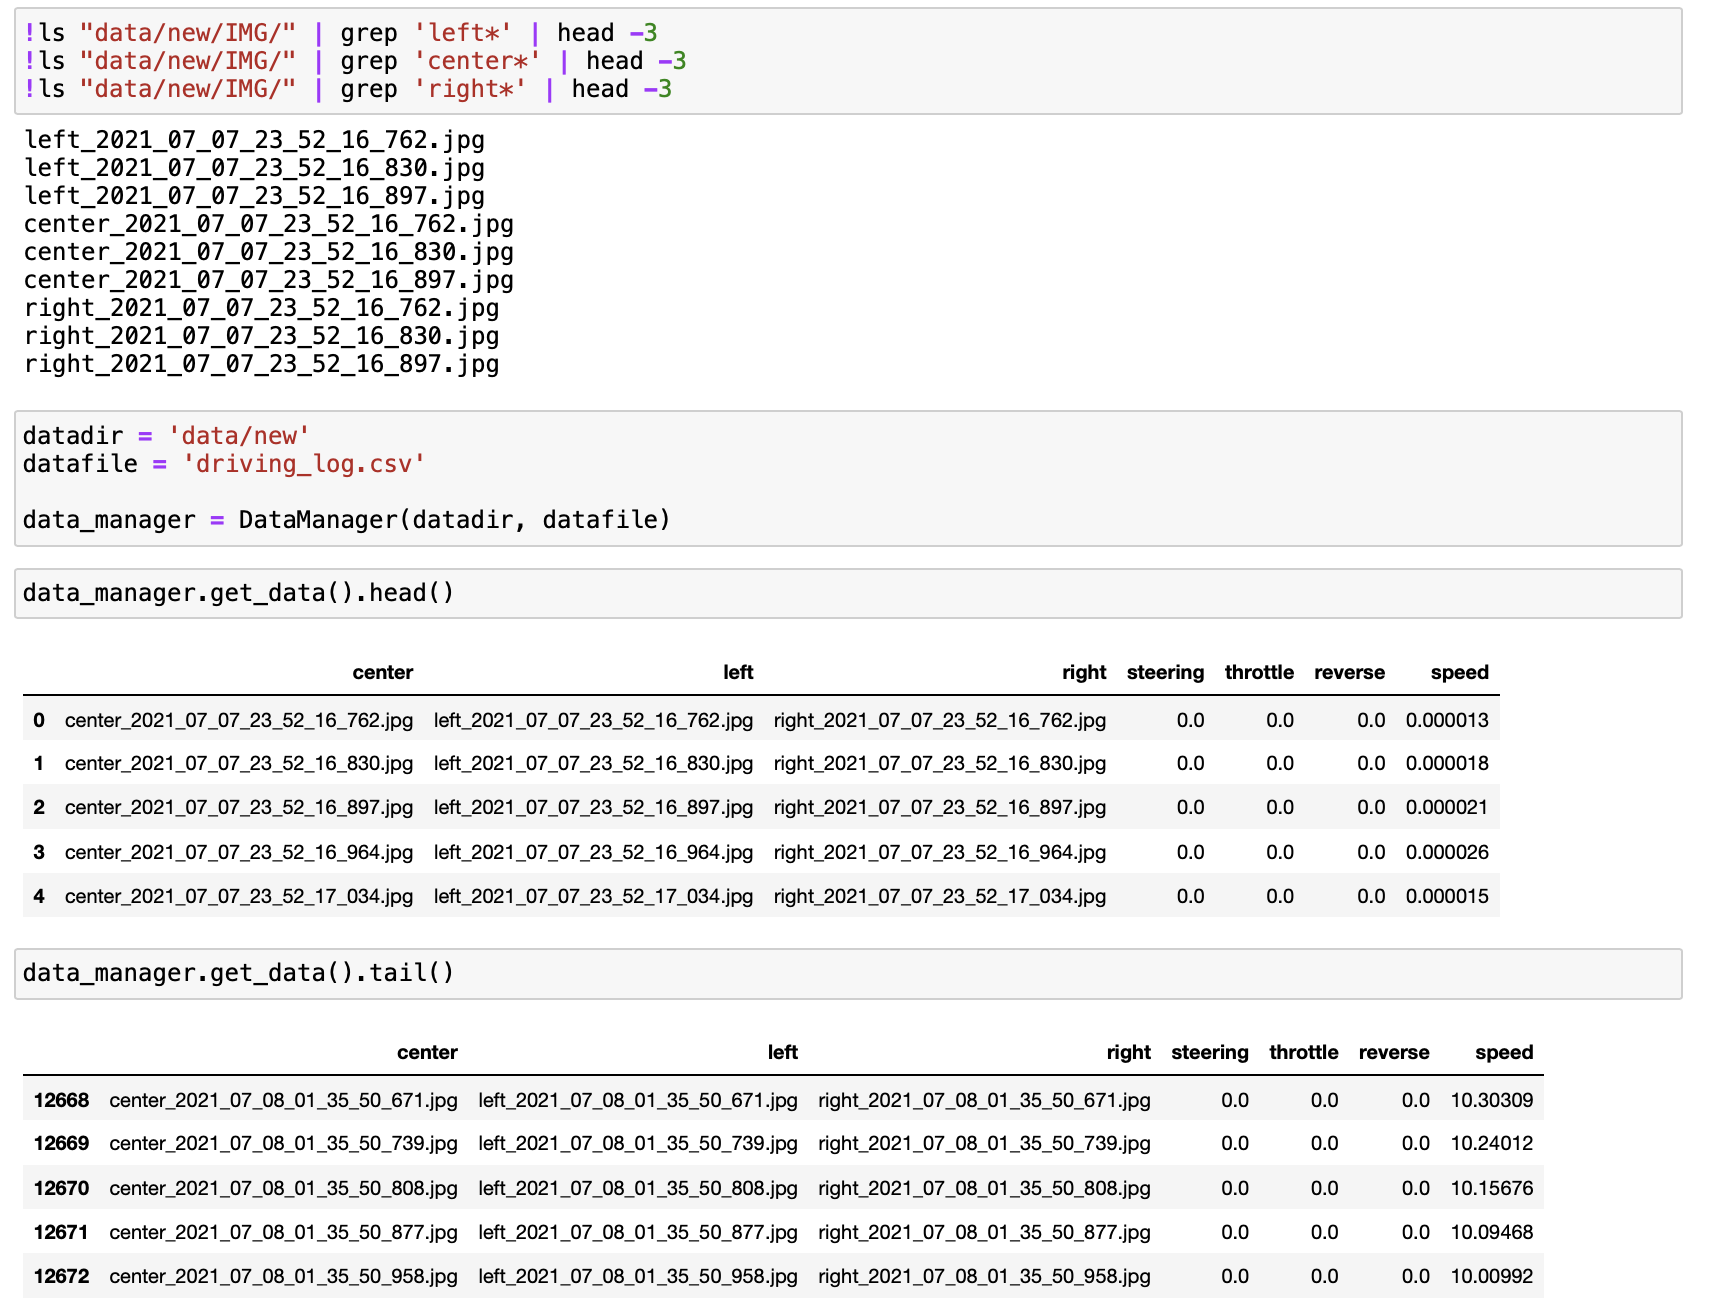 !ls "data/new/IMG/" | grep 'left*' | head -3
!ls "data/new/IMG/" | grep 'center*' | head -3
!ls "data/new/IMG/" | grep 'right*' | head -3
left_2021_07_07_23_52_16_762.jpg
left_2021_07_07_23_52_16_830.jpg
left_2021_07_07_23_52_16_897.jpg
center_2021_07_07_23_52_16_762.jpg
center_2021_07_07_23_52_16_830.jpg
center_2021_07_07_23_52_16_897.jpg
right_2021_07_07_23_52_16_762.jpg
right_2021_07_07_23_52_16_830.jpg
right_2021_07_07_23_52_16_897.jpg
datadir = 'data/new'
datafile = 'driving_log.csv'
data_manager = DataManager(datadir, datafile)
data_manager.get_data().head()
center left right steering throttle reverse speed
0 center_2021_07_07_23_52_16_762.jpg left_2021_07_07_23_52_16_762.jpg right_2021_07_07_23_52_16_762.jpg 0.0 0.0 0.0 0.000013
1 center_2021_07_07_23_52_16_830.jpg left_2021_07_07_23_52_16_830.jpg right_2021_07_07_23_52_16_830.jpg 0.0 0.0 0.0 0.000018
2 center_2021_07_07_23_52_16_897.jpg left_2021_07_07_23_52_16_897.jpg right_2021_07_07_23_52_16_897.jpg 0.0 0.0 0.0 0.000021
3 center_2021_07_07_23_52_16_964.jpg left_2021_07_07_23_52_16_964.jpg right_2021_07_07_23_52_16_964.jpg 0.0 0.0 0.0 0.000026
4 center_2021_07_07_23_52_17_034.jpg left_2021_07_07_23_52_17_034.jpg right_2021_07_07_23_52_17_034.jpg 0.0 0.0 0.0 0.000015
data_manager.get_data().tail()
center left right steering throttle reverse speed
12668 center_2021_07_08_01_35_50_671.jpg left_2021_07_08_01_35_50_671.jpg right_2021_07_08_01_35_50_671.jpg 0.0 0.0 0.0 10.30309
12669 center_2021_07_08_01_35_50_739.jpg left_2021_07_08_01_35_50_739.jpg right_2021_07_08_01_35_50_739.jpg 0.0 0.0 0.0 10.24012
12670 center_2021_07_08_01_35_50_808.jpg left_2021_07_08_01_35_50_808.jpg right_2021_07_08_01_35_50_808.jpg 0.0 0.0 0.0 10.15676
12671 center_2021_07_08_01_35_50_877.jpg left_2021_07_08_01_35_50_877.jpg right_2021_07_08_01_35_50_877.jpg 0.0 0.0 0.0 10.09468
12672 center_2021_07_08_01_35_50_958.jpg left_2021_07_08_01_35_50_958.jpg right_2021_07_08_01_35_50_958.jpg 0.0 0.0 0.0 10.00992